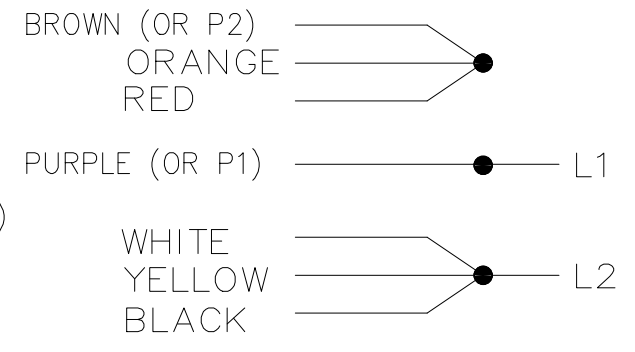 BROWN (OR P2)
ORANGE
RED
PURPLE (OR P1) L1
)
WHITE
YELLOW L2
BLACK